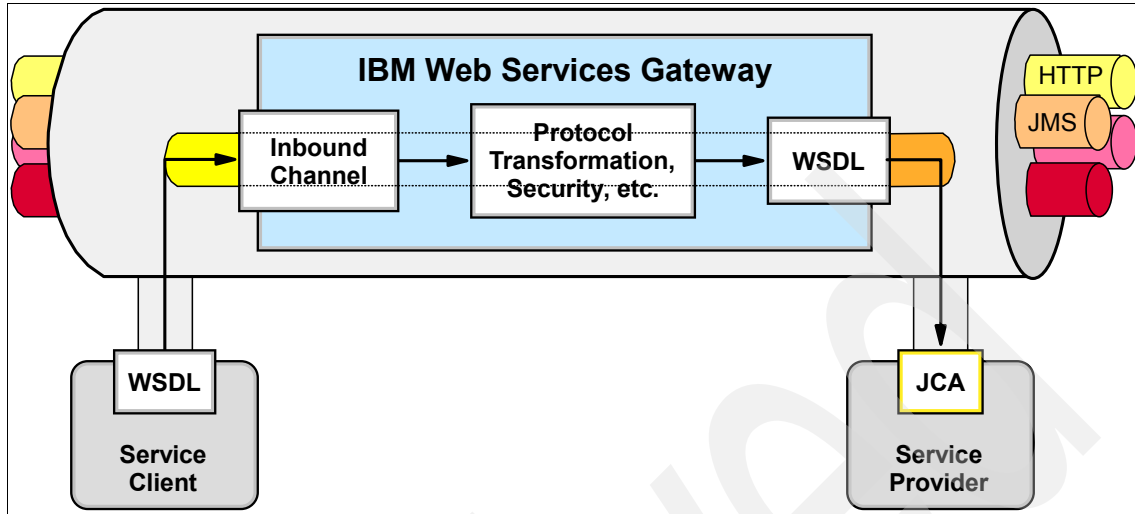 IBM Web Services Gateway
HTTP
JMS
Inbound
Channel
Protocol
Transformation,
Security, etc.
WSDL
WSDL
JCA
Service
Client
Service
Provider